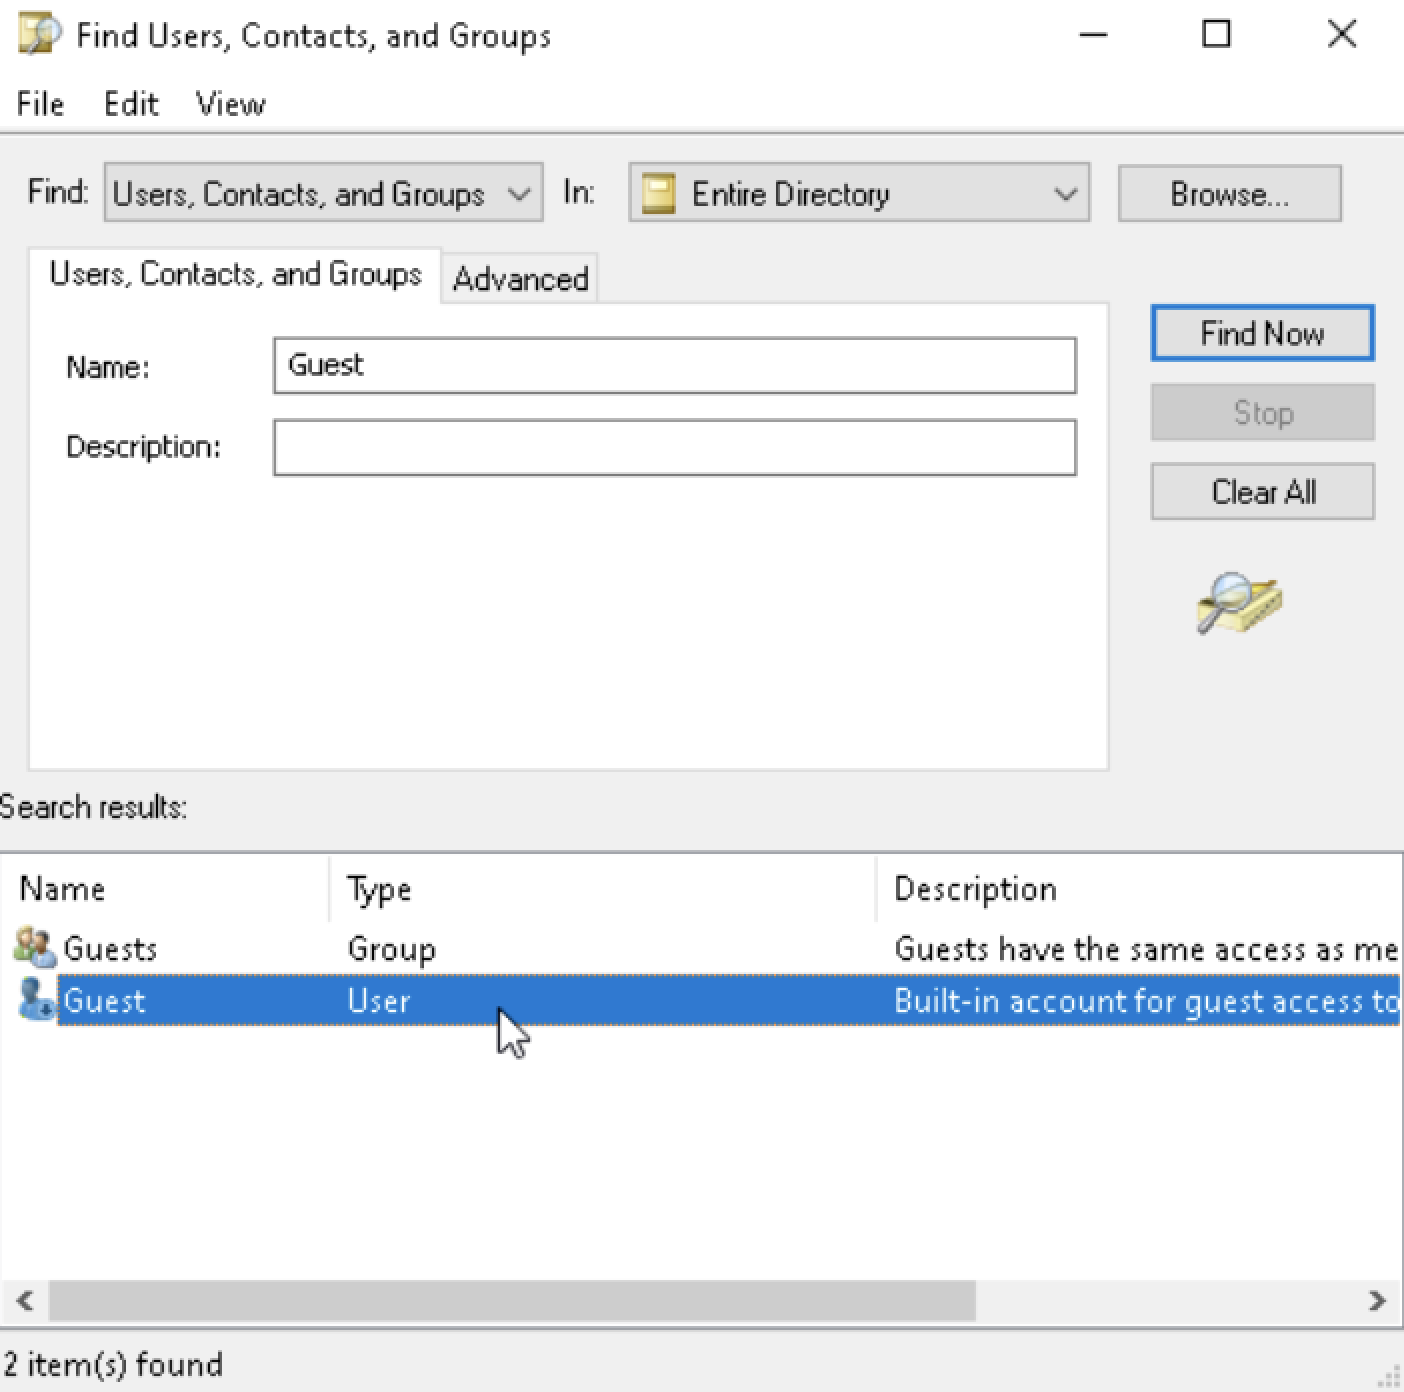 Find Users, Contacts, and Groups
File Edit View
Find: Users, Contacts, and Groups In: Entire Directory Browse...
Users, Contacts, and Groups Advanced
Name: Guest
Description:
Find Now
Stop
Clear All
Search results:
Name Type Description
Guests Group Guests have the same access as me
Guest User Built-in account for guest access to
2 item(s) found